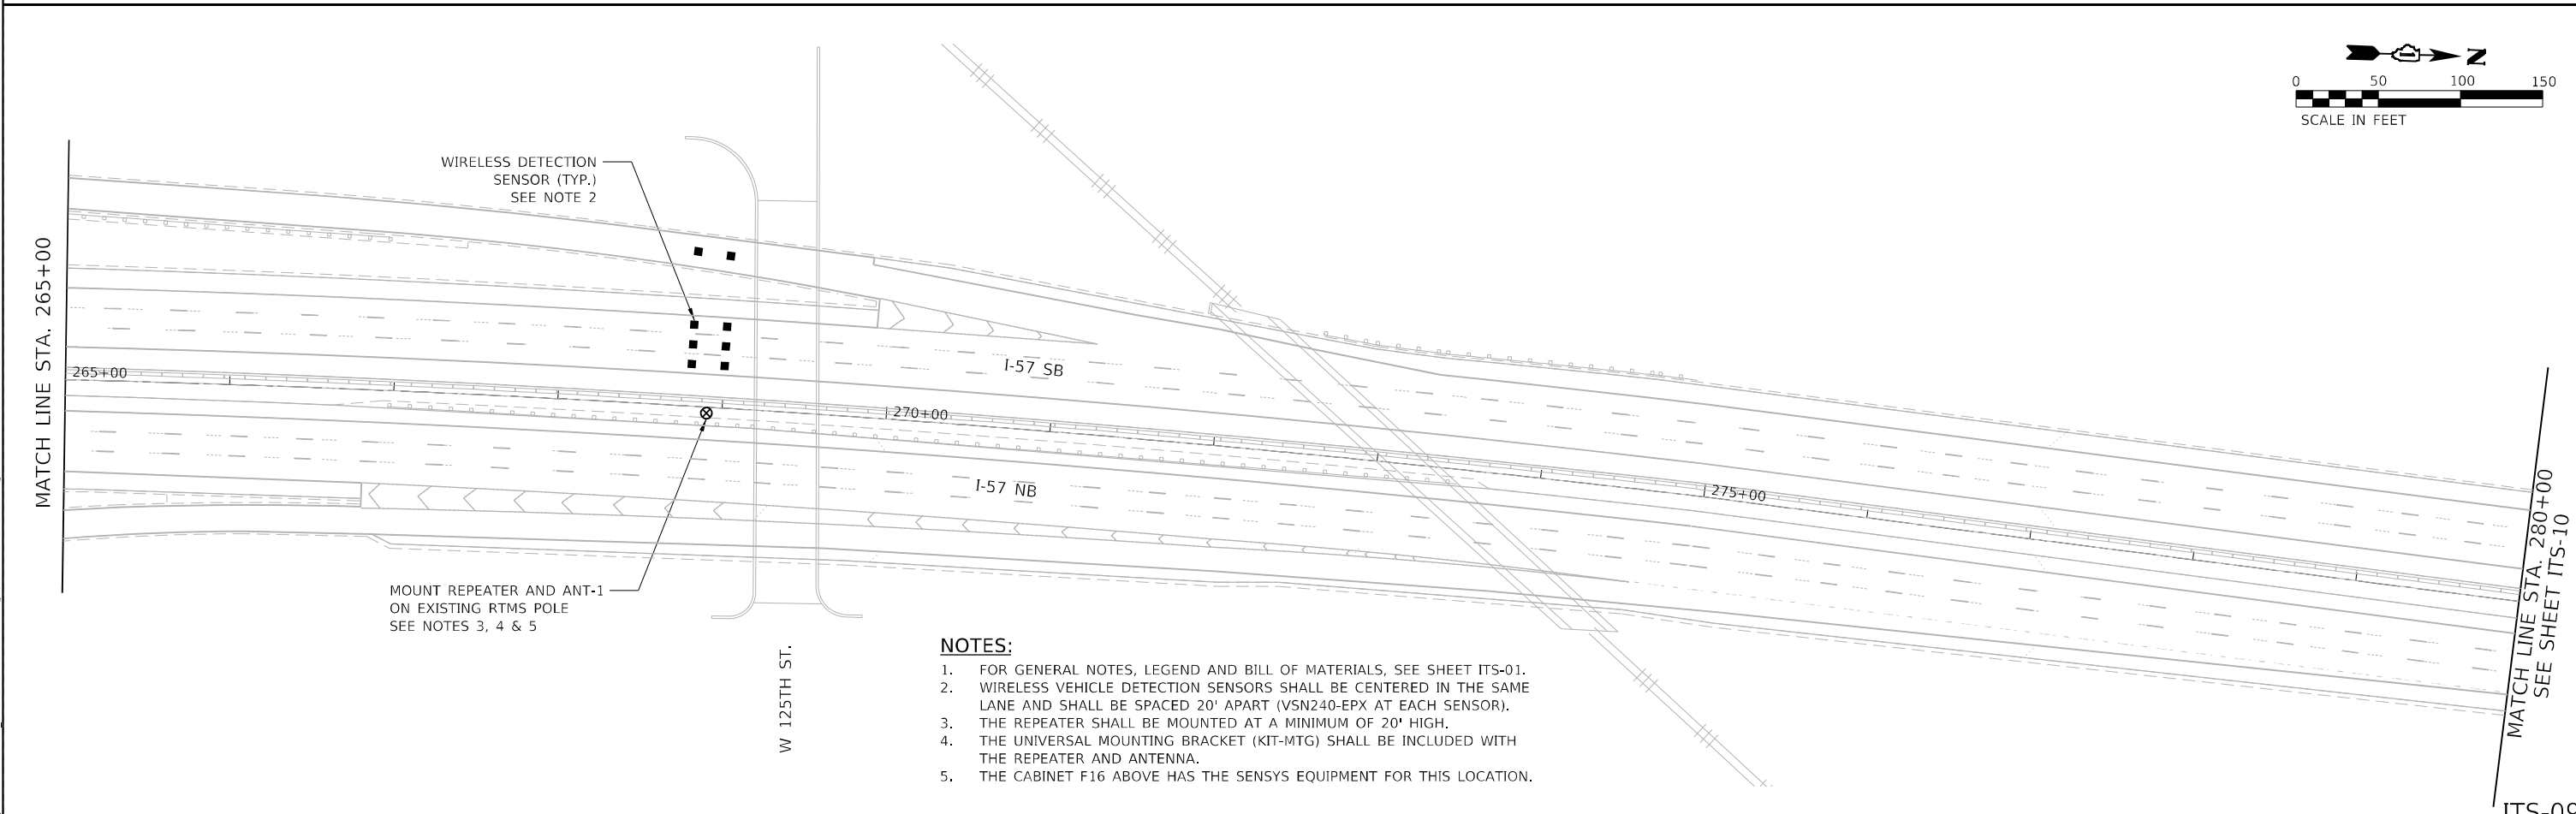 N
0 50 100 150
SCALE IN FEET
WIRELESS DETECTION
SENSOR (TYP.)
SEE NOTE 2
MATCH LINE STA. 265+00
265+00
I-57 SB
270+00
I-57 NB
275+00
MATCH LINE STA. 280+00
SEE SHEET ITS-10
MOUNT REPEATER AND ANT-1
ON EXISTING RTMS POLE
SEE NOTES 3, 4 & 5
W 125TH ST.
NOTES:
1. FOR GENERAL NOTES, LEGEND AND BILL OF MATERIALS, SEE SHEET ITS-01.
2. WIRELESS VEHICLE DETECTION SENSORS SHALL BE CENTERED IN THE SAME
LANE AND SHALL BE SPACED 20' APART (VSN240-EPX AT EACH SENSOR).
3. THE REPEATER SHALL BE MOUNTED AT A MINIMUM OF 20' HIGH.
4. THE UNIVERSAL MOUNTING BRACKET (KIT-MTG) SHALL BE INCLUDED WITH
THE REPEATER AND ANTENNA.
5. THE CABINET F16 ABOVE HAS THE SENSYS EQUIPMENT FOR THIS LOCATION.
ITS-09